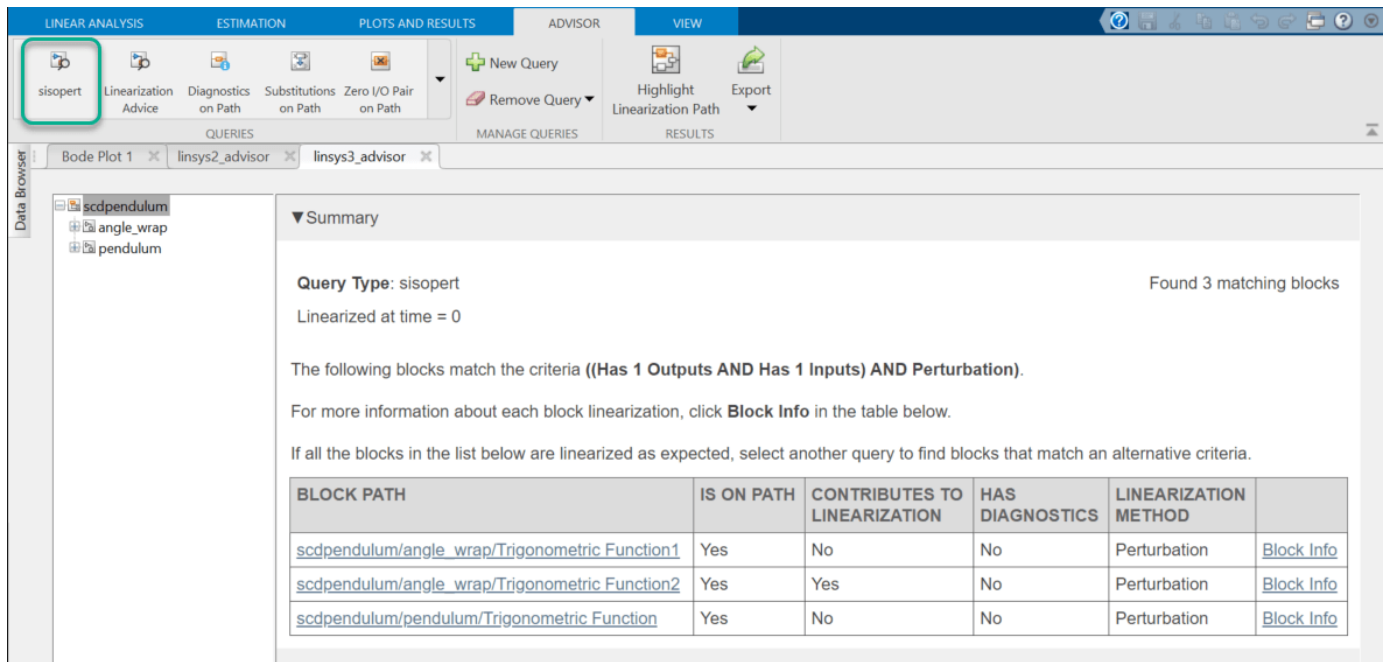 LINEAR ANALYSIS ESTIMATION PLOTS AND RESULTS ADVISOR VIEW
sisopert
Linearization
Advice
Diagnostics
on Path
Substitutions
on Path
Zero I/O Pair
on Path
QUERIES
New Query
Remove Query
MANAGE QUERIES
Highlight
Linearization Path
Export
RESULTS
Data Browser
Bode Plot 1 linsys2_advisor linsys3_advisor
scdpendulum
angle_wrap
pendulum
▼Summary
Query Type: sisopert Found 3 matching blocks
Linearized at time = 0
The following blocks match the criteria ((Has 1 Outputs AND Has 1 Inputs) AND Perturbation).
For more information about each block linearization, click Block Info in the table below.
If all the blocks in the list below are linearized as expected, select another query to find blocks that match an alternative criteria.
BLOCK PATH IS ON PATH CONTRIBUTES TO LINEARIZATION HAS DIAGNOSTICS LINEARIZATION METHOD
scdpendulum/angle_wrap/Trigonometric Function1 Yes No No Perturbation Block Info
scdpendulum/angle_wrap/Trigonometric Function2 Yes Yes No Perturbation Block Info
scdpendulum/pendulum/Trigonometric Function Yes No No Perturbation Block Info